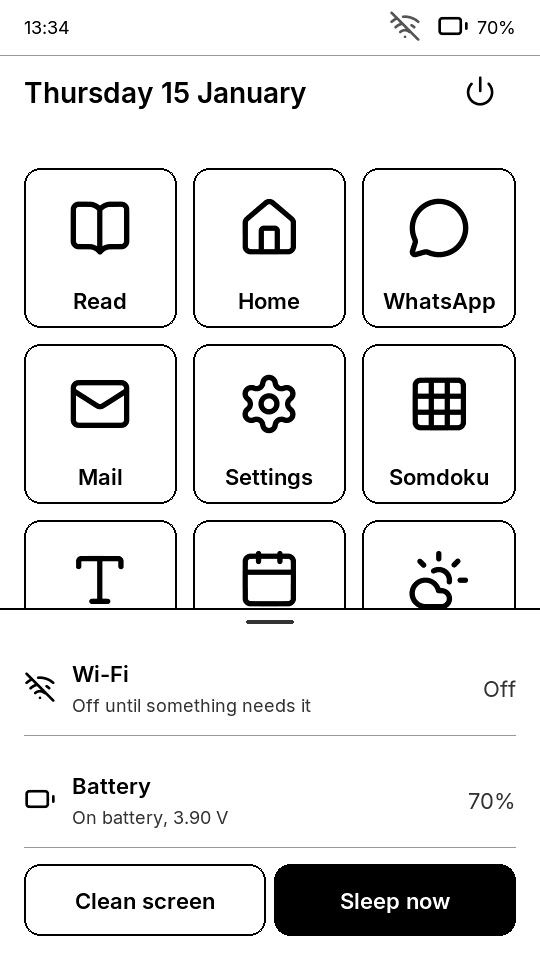 13:34 70%
Thursday 15 January
Read Home WhatsApp
Mail Settings Somdoku
Wi-Fi
Off until something needs it
Off
Battery
On battery, 3.90 V
70%
Clean screen Sleep now